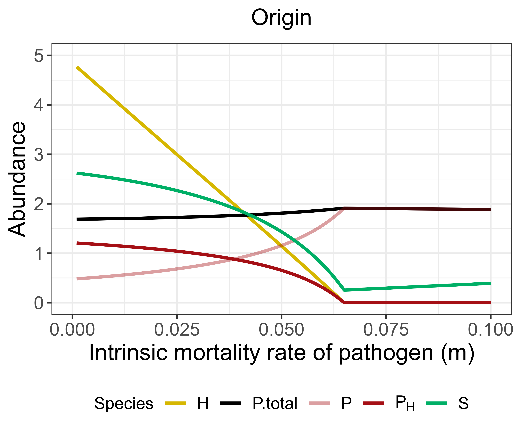 Origin
Abundance
5
4
3
2
1
0
0.000 0.025 0.050 0.075 0.100
Intrinsic mortality rate of pathogen (m)
Species H P.total P P_H S